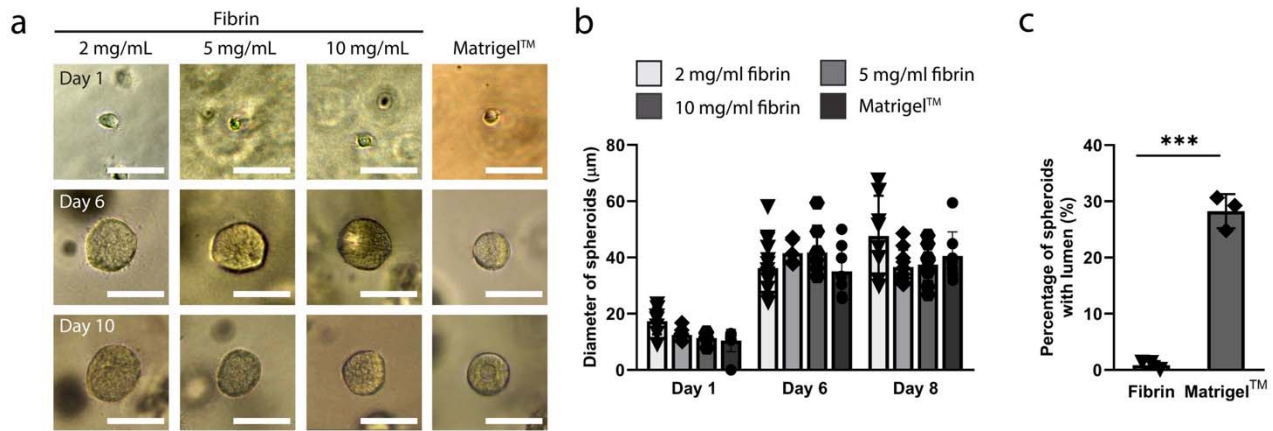 a
Fibrin
2 mg/mL
5 mg/mL
10 mg/mL
Matrigel™
Day 1
Day 6
Day 10
b
2 mg/ml fibrin
5 mg/ml fibrin
10 mg/ml fibrin
Matrigel™
Diameter of spheroids (μm)
80
60
40
20
0
Day 1
Day 6
Day 8
c
Percentage of spheroids
with lumen (%)
40
30
20
10
0
***
Fibrin
Matrigel™